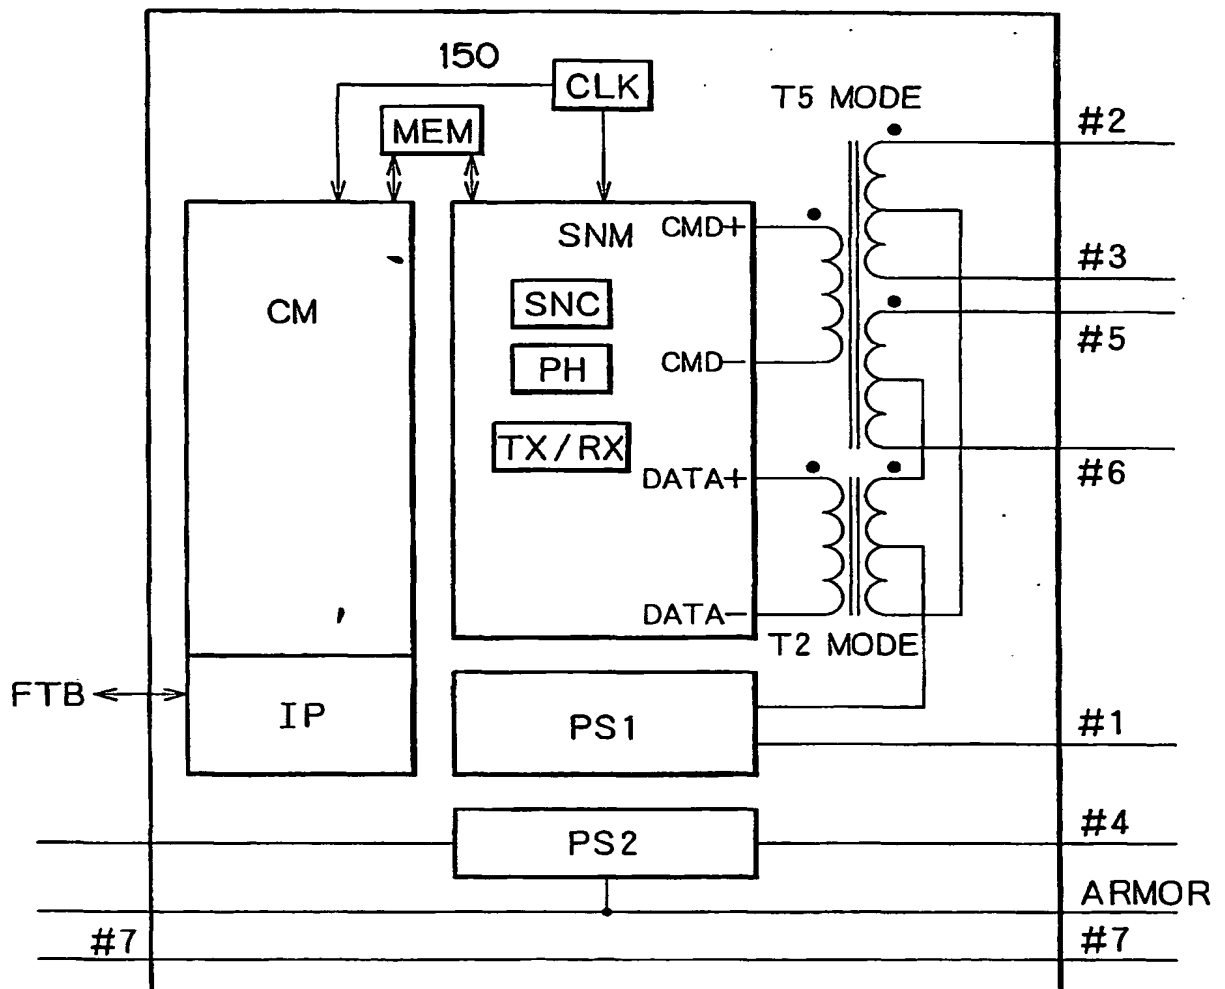 150
CLK
T5 MODE
#2
MEM
SNM
CMD+
#3
SNC
CM
#5
PH
CMD−
TX/RX
DATA+
#6
DATA−
T2 MODE
FTB
IP
PS1
#1
PS2
#4
ARMOR
#7
#7